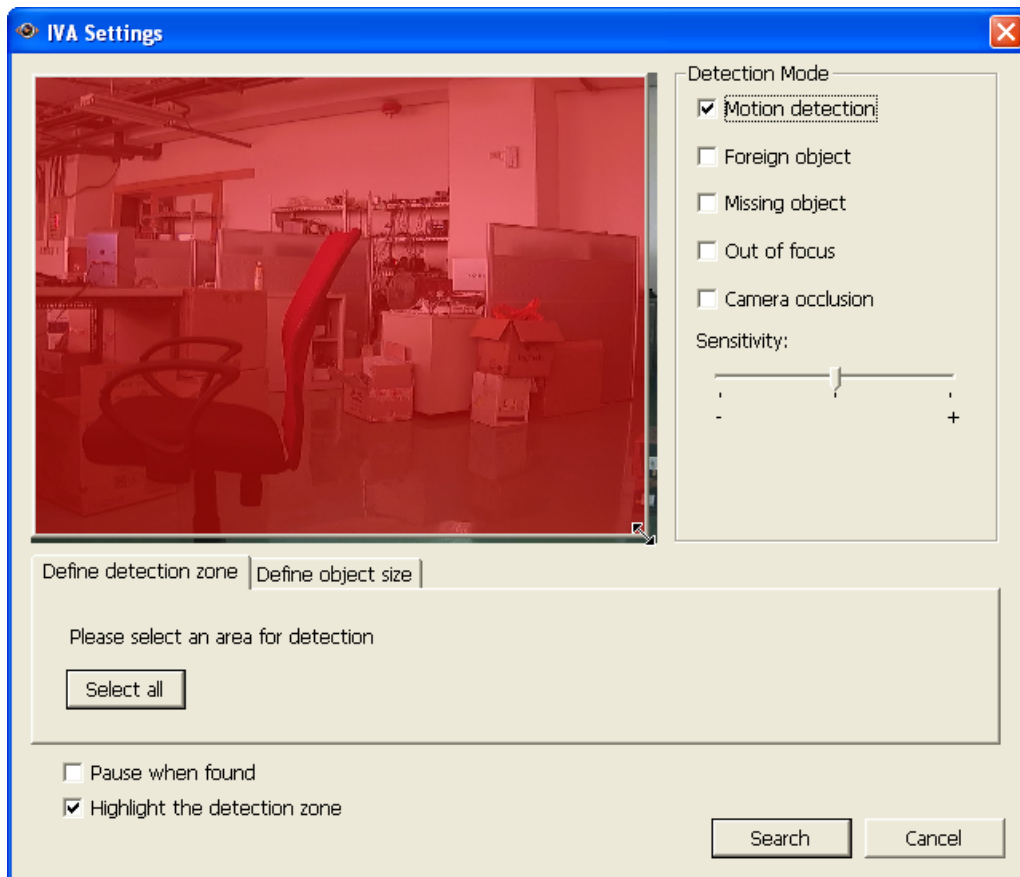 IVA Settings
Detection Mode
Motion detection
Foreign object
Missing object
Out of focus
Camera occlusion
Sensitivity:
- +
Define detection zone Define object size
Please select an area for detection
Select all
Pause when found
Highlight the detection zone
Search Cancel